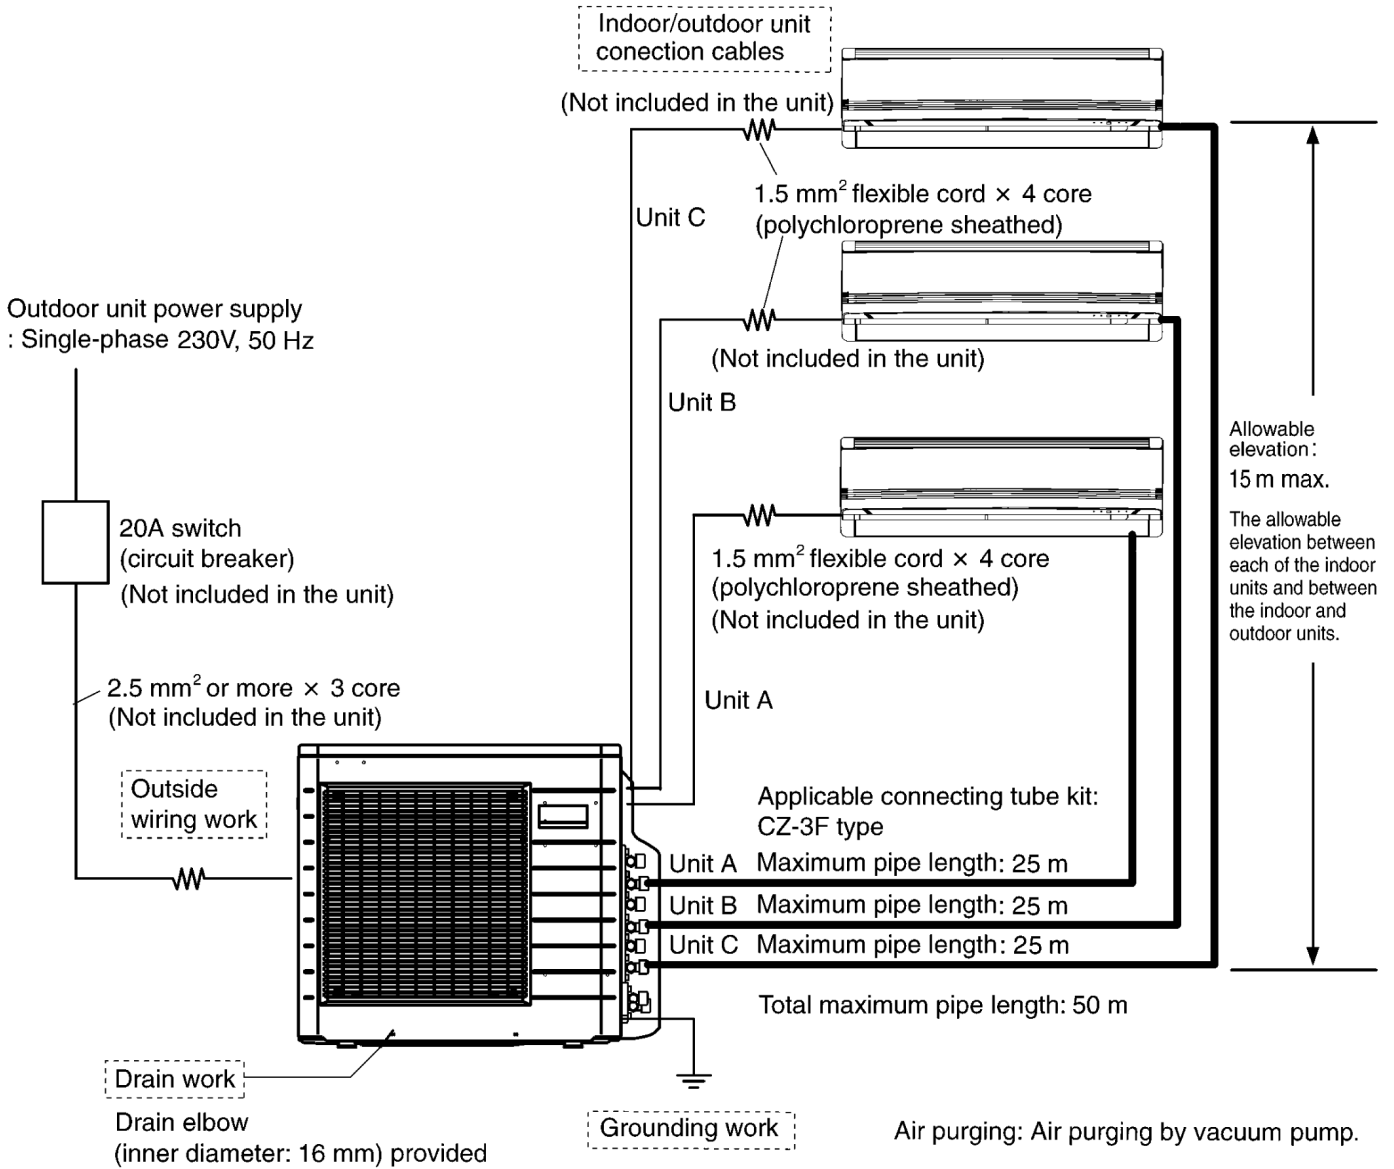 Indoor/outdoor unit
conection cables
(Not included in the unit)
1.5 mm² flexible cord × 4 core
(polychloroprene sheathed)
Unit C
Outdoor unit power supply
: Single-phase 230V, 50 Hz
(Not included in the unit)
Unit B
Allowable
elevation:
15 m max.
The allowable
elevation between
each of the indoor
units and between
the indoor and
outdoor units.
20A switch
(circuit breaker)
(Not included in the unit)
1.5 mm² flexible cord × 4 core
(polychloroprene sheathed)
(Not included in the unit)
Unit A
2.5 mm² or more × 3 core
(Not included in the unit)
Outside
wiring work
Applicable connecting tube kit:
CZ-3F type
Unit A Maximum pipe length: 25 m
Unit B Maximum pipe length: 25 m
Unit C Maximum pipe length: 25 m
Total maximum pipe length: 50 m
Drain work
Drain elbow
(inner diameter: 16 mm) provided
Grounding work
Air purging: Air purging by vacuum pump.